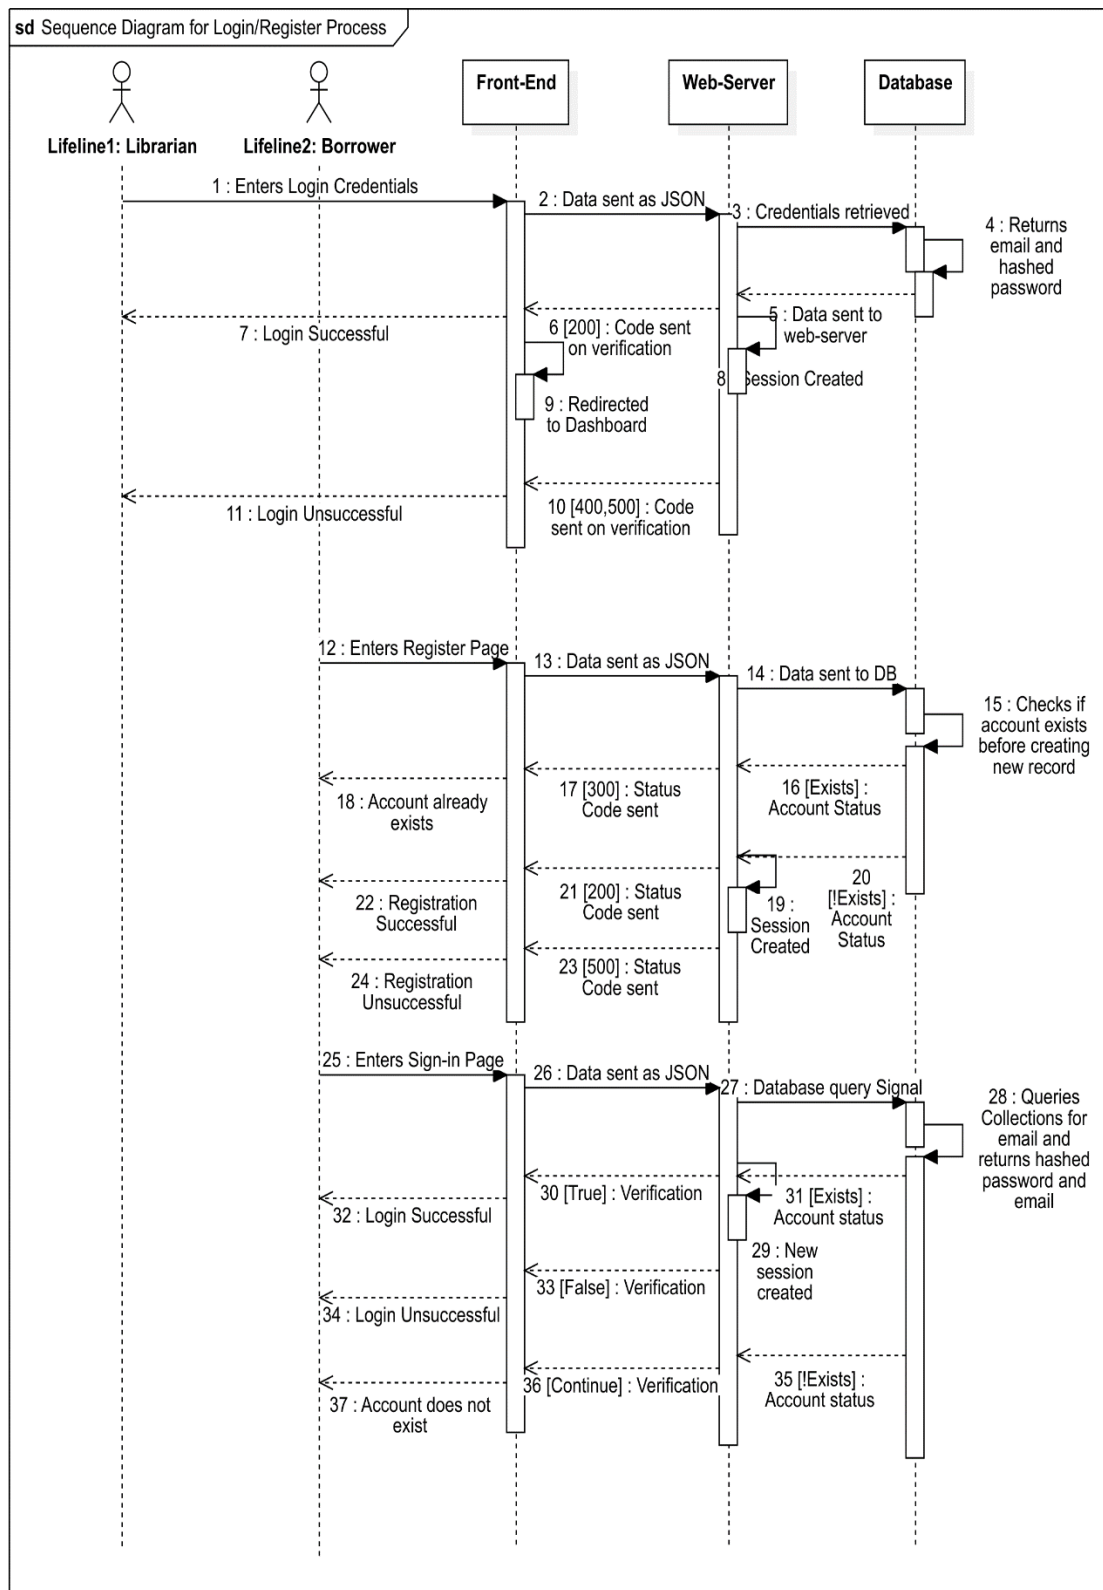 sd Sequence Diagram for Login/Register Process
Front-End
Web-Server
Database
Lifeline1: Librarian
Lifeline2: Borrower
1 : Enters Login Credentials
2 : Data sent as JSON
3 : Credentials retrieved
4 : Returns
email and
hashed
password
5 : Data sent to
web-server
6 [200] : Code sent
on verification
7 : Login Successful
8 : Session Created
9 : Redirected
to Dashboard
10 [400,500] : Code
sent on verification
11 : Login Unsuccessful
12 : Enters Register Page
13 : Data sent as JSON
14 : Data sent to DB
15 : Checks if
account exists
before creating
new record
16 [Exists] :
Account Status
17 [300] : Status
Code sent
18 : Account already
exists
20
[!Exists] :
Account
Status
19 :
Session
Created
21 [200] : Status
Code sent
22 : Registration
Successful
23 [500] : Status
Code sent
24 : Registration
Unsuccessful
25 : Enters Sign-in Page
26 : Data sent as JSON
27 : Database query Signal
28 : Queries
Collections for
email and
returns hashed
password and
email
30 [True] : Verification
31 [Exists] :
Account status
32 : Login Successful
29 : New
session
created
33 [False] : Verification
34 : Login Unsuccessful
35 [!Exists] :
Account status
36 [Continue] : Verification
37 : Account does not
exist